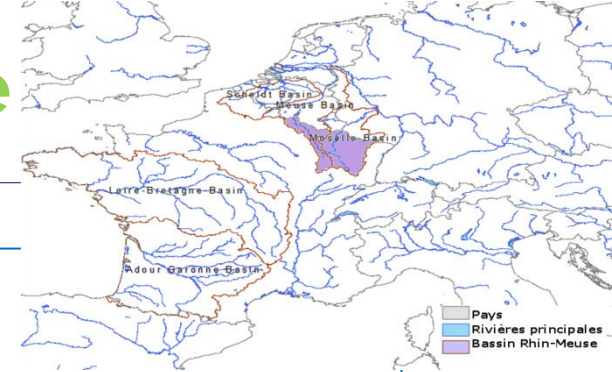 e
Scheldt Basin
Meuse Basin
Moselle Basin
Loire-Bretagne Basin
Adour Garonne Basin
Pays
Rivières principales
Bassin Rhin-Meuse